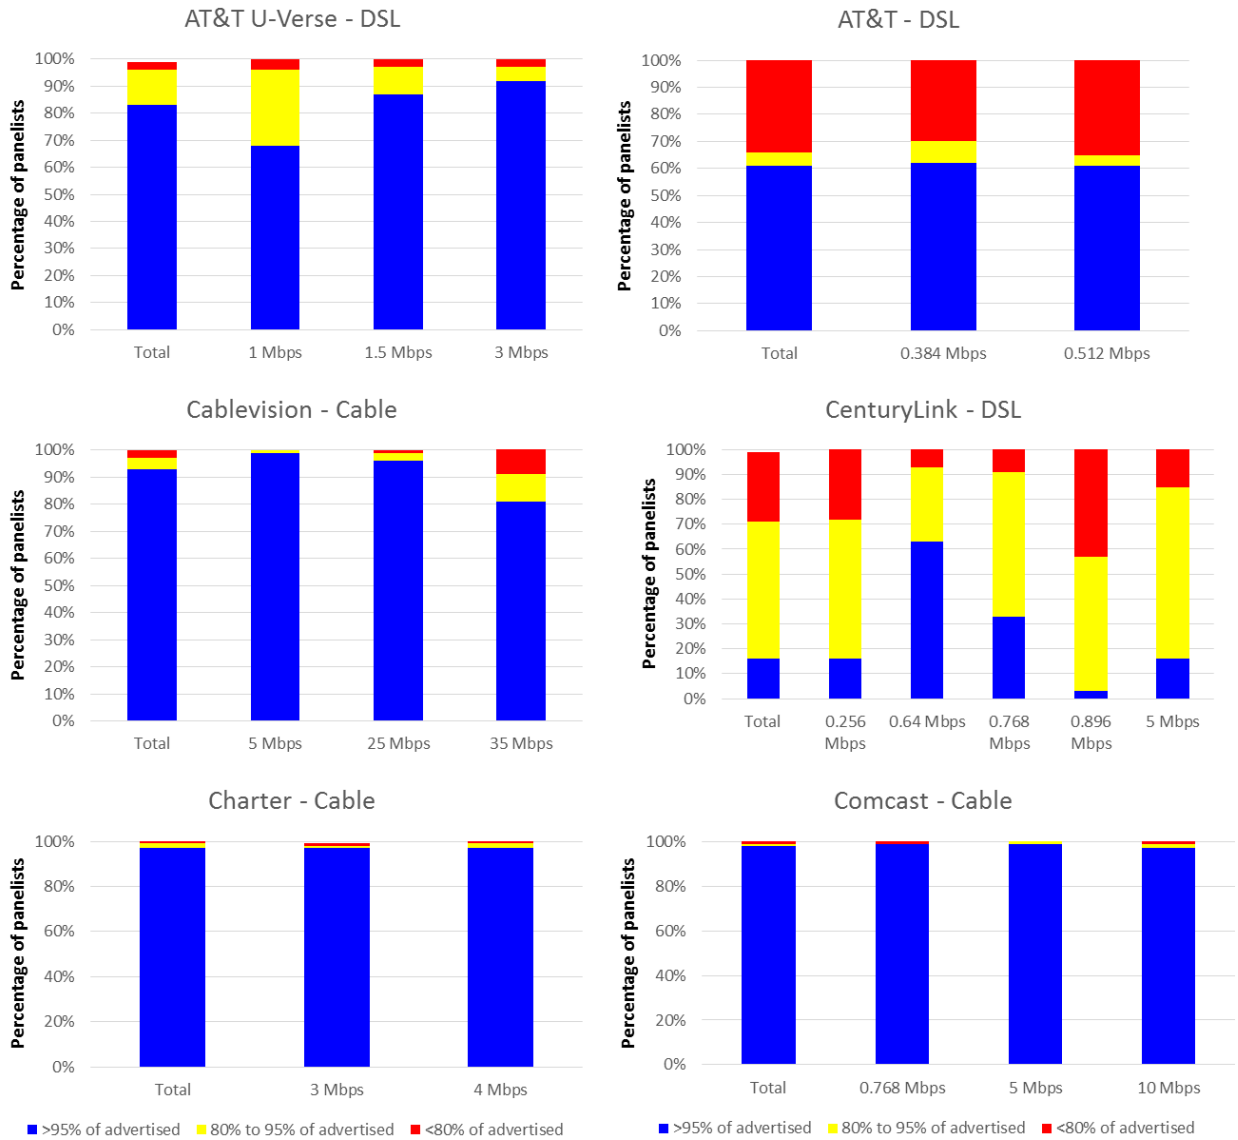 AT&T U-Verse - DSL
Percentage of panelists
100%
90%
80%
70%
60%
50%
40%
30%
20%
10%
0%
Total 1 Mbps 1.5 Mbps 3 Mbps
AT&T - DSL
Percentage of panelists
100%
90%
80%
70%
60%
50%
40%
30%
20%
10%
0%
Total 0.384 Mbps 0.512 Mbps
Cablevision - Cable
Percentage of panelists
100%
90%
80%
70%
60%
50%
40%
30%
20%
10%
0%
Total 5 Mbps 25 Mbps 35 Mbps
CenturyLink - DSL
Percentage of panelists
100%
90%
80%
70%
60%
50%
40%
30%
20%
10%
0%
Total 0.256 0.64 Mbps 0.768 0.896 5 Mbps
Mbps Mbps Mbps
Charter - Cable
Percentage of panelists
100%
80%
60%
40%
20%
0%
Total 3 Mbps 4 Mbps
>95% of advertised 80% to 95% of advertised <80% of advertised
Comcast - Cable
Percentage of panelists
100%
80%
60%
40%
20%
0%
Total 0.768 Mbps 5 Mbps 10 Mbps
>95% of advertised 80% to 95% of advertised <80% of advertised